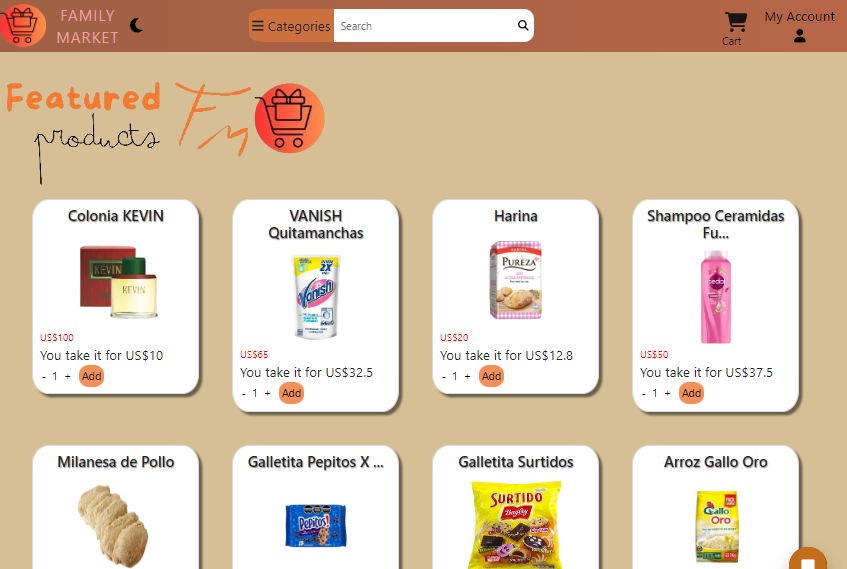 FAMILY
MARKET
Categories
Search
Cart
My Account
Featured
products
Fm
Colonia KEVIN
VANISH
Quitamanchas
Harina
Shampoo Ceramidas
Fu...
KEVIN
KEVIN
2X
Vanish
PUREZA
sedal
US$100
You take it for US$10
- 1 + Add
US$65
You take it for US$32.5
- 1 + Add
US$20
You take it for US$12.8
- 1 + Add
US$50
You take it for US$37.5
- 1 + Add
Milanesa de Pollo
Galletita Pepitos X ...
Galletita Surtidos
Arroz Gallo Oro
Pepitos!
SURTIDO
Bagley
Gallo
Oro